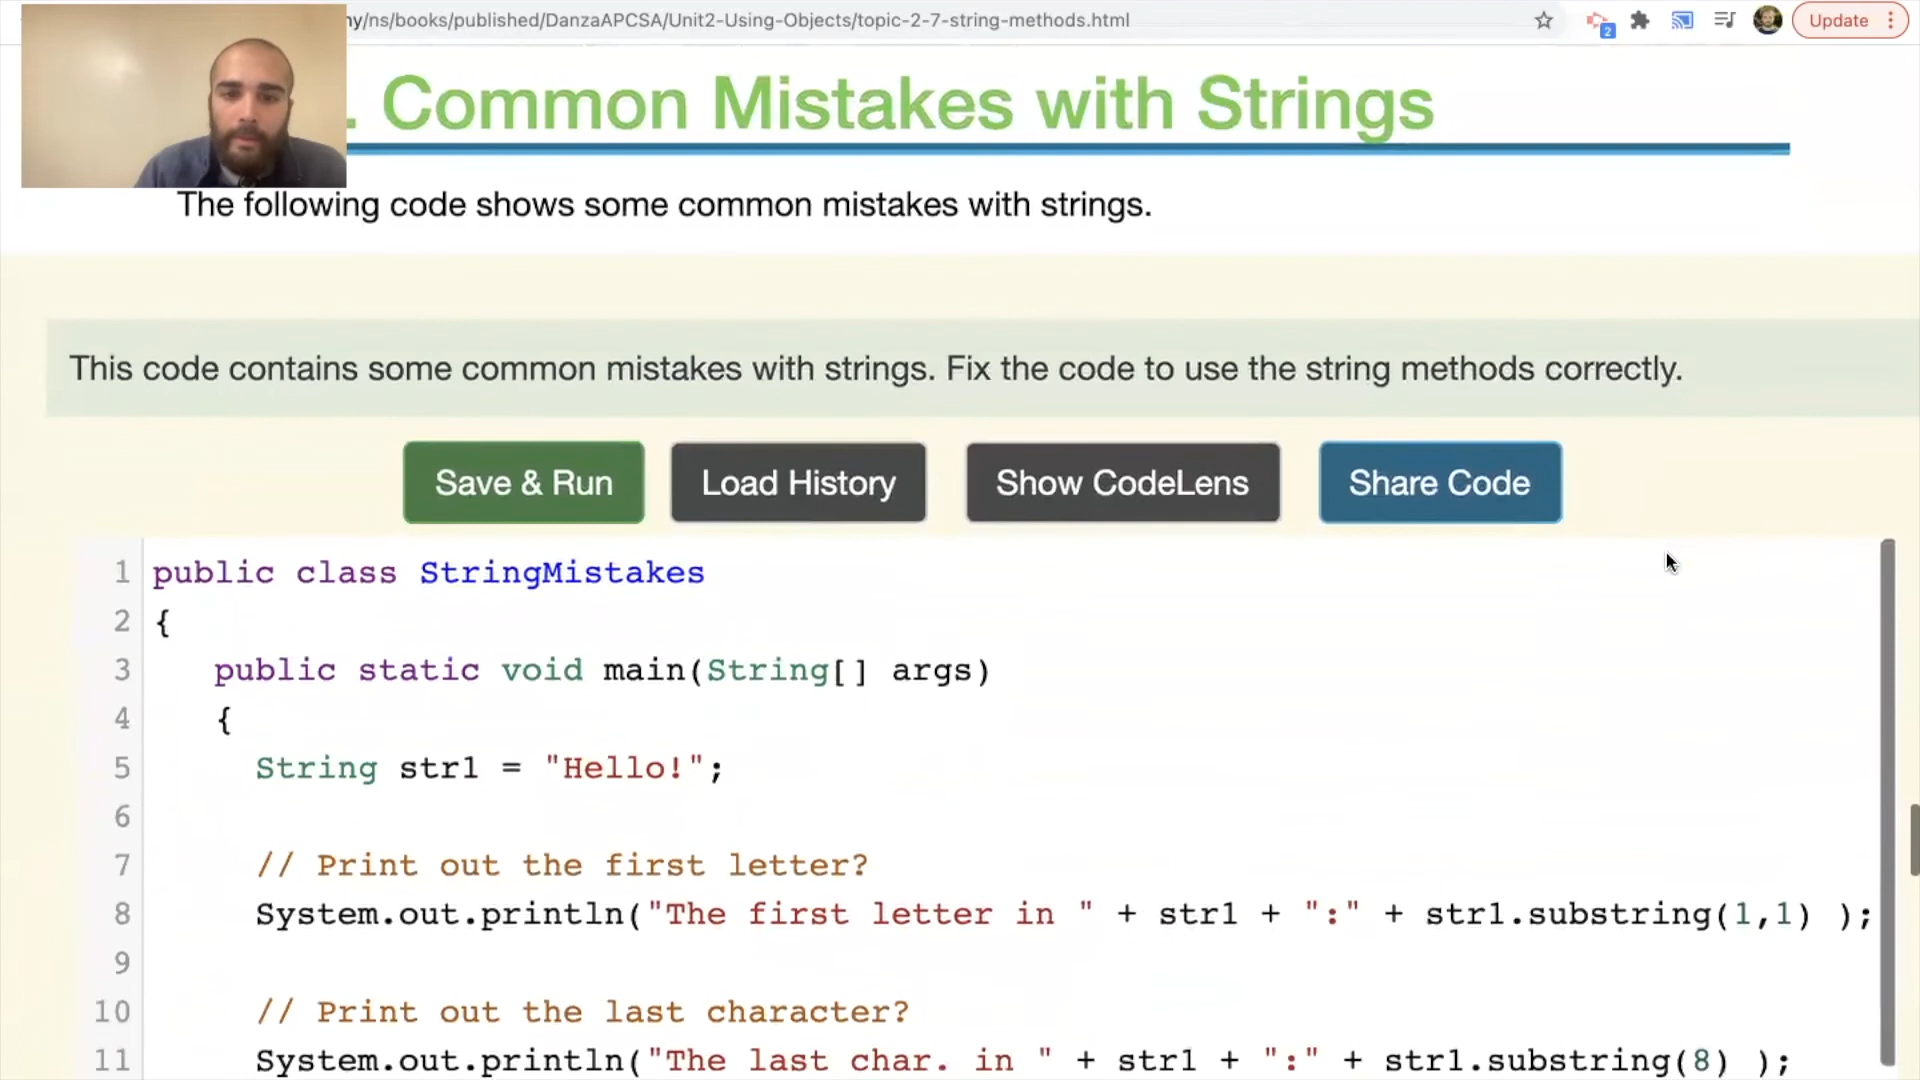 ny/ns/books/published/DanzaAPCSA/Unit2-Using-Objects/topic-2-7-string-methods.html
2
Update
. Common Mistakes with Strings
The following code shows some common mistakes with strings.
This code contains some common mistakes with strings. Fix the code to use the string methods correctly.
Save & Run Load History Show CodeLens Share Code
1 public class StringMistakes
2 {
3 public static void main(String[] args)
4 {
5 String str1 = "Hello!";
6
7 // Print out the first letter?
8 System.out.println("The first letter in " + str1 + ":" + str1.substring(1,1) );
9
10 // Print out the last character?
11 System.out.println("The last char. in " + str1 + ":" + str1.substring(8) );